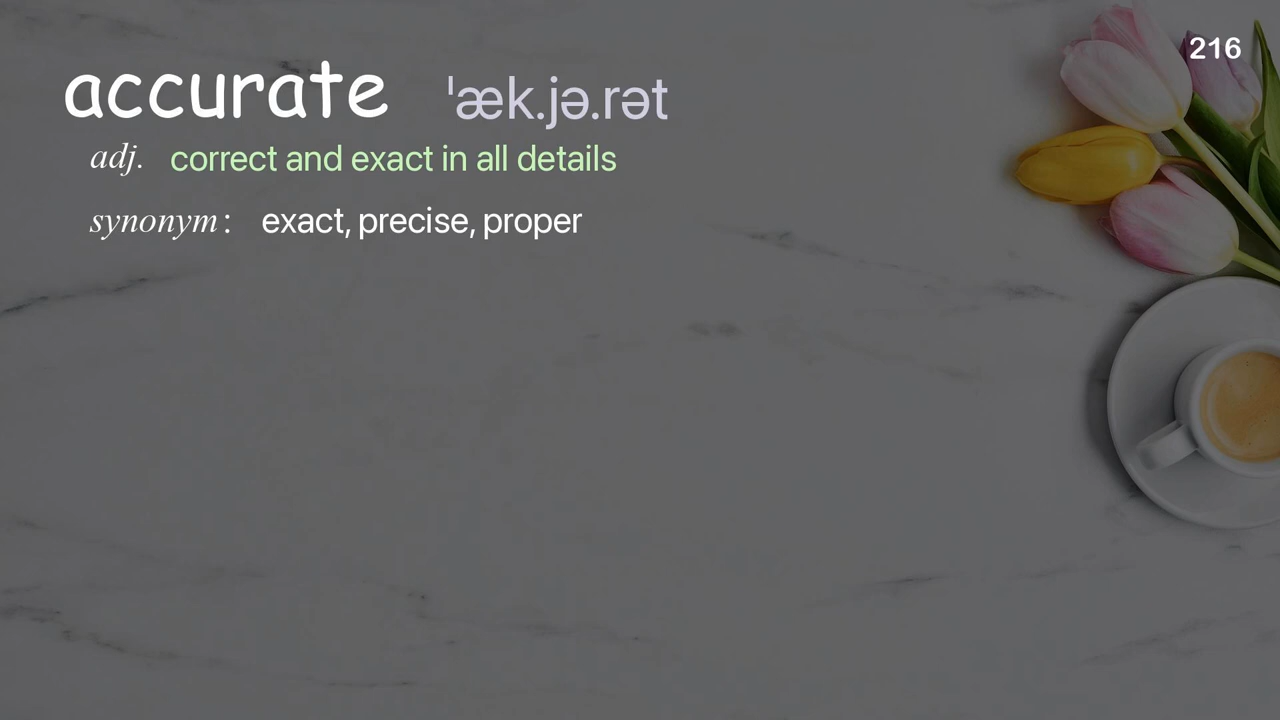 216
accurate ˈæk.jə.rət
adj. correct and exact in all details
synonym: exact, precise, proper